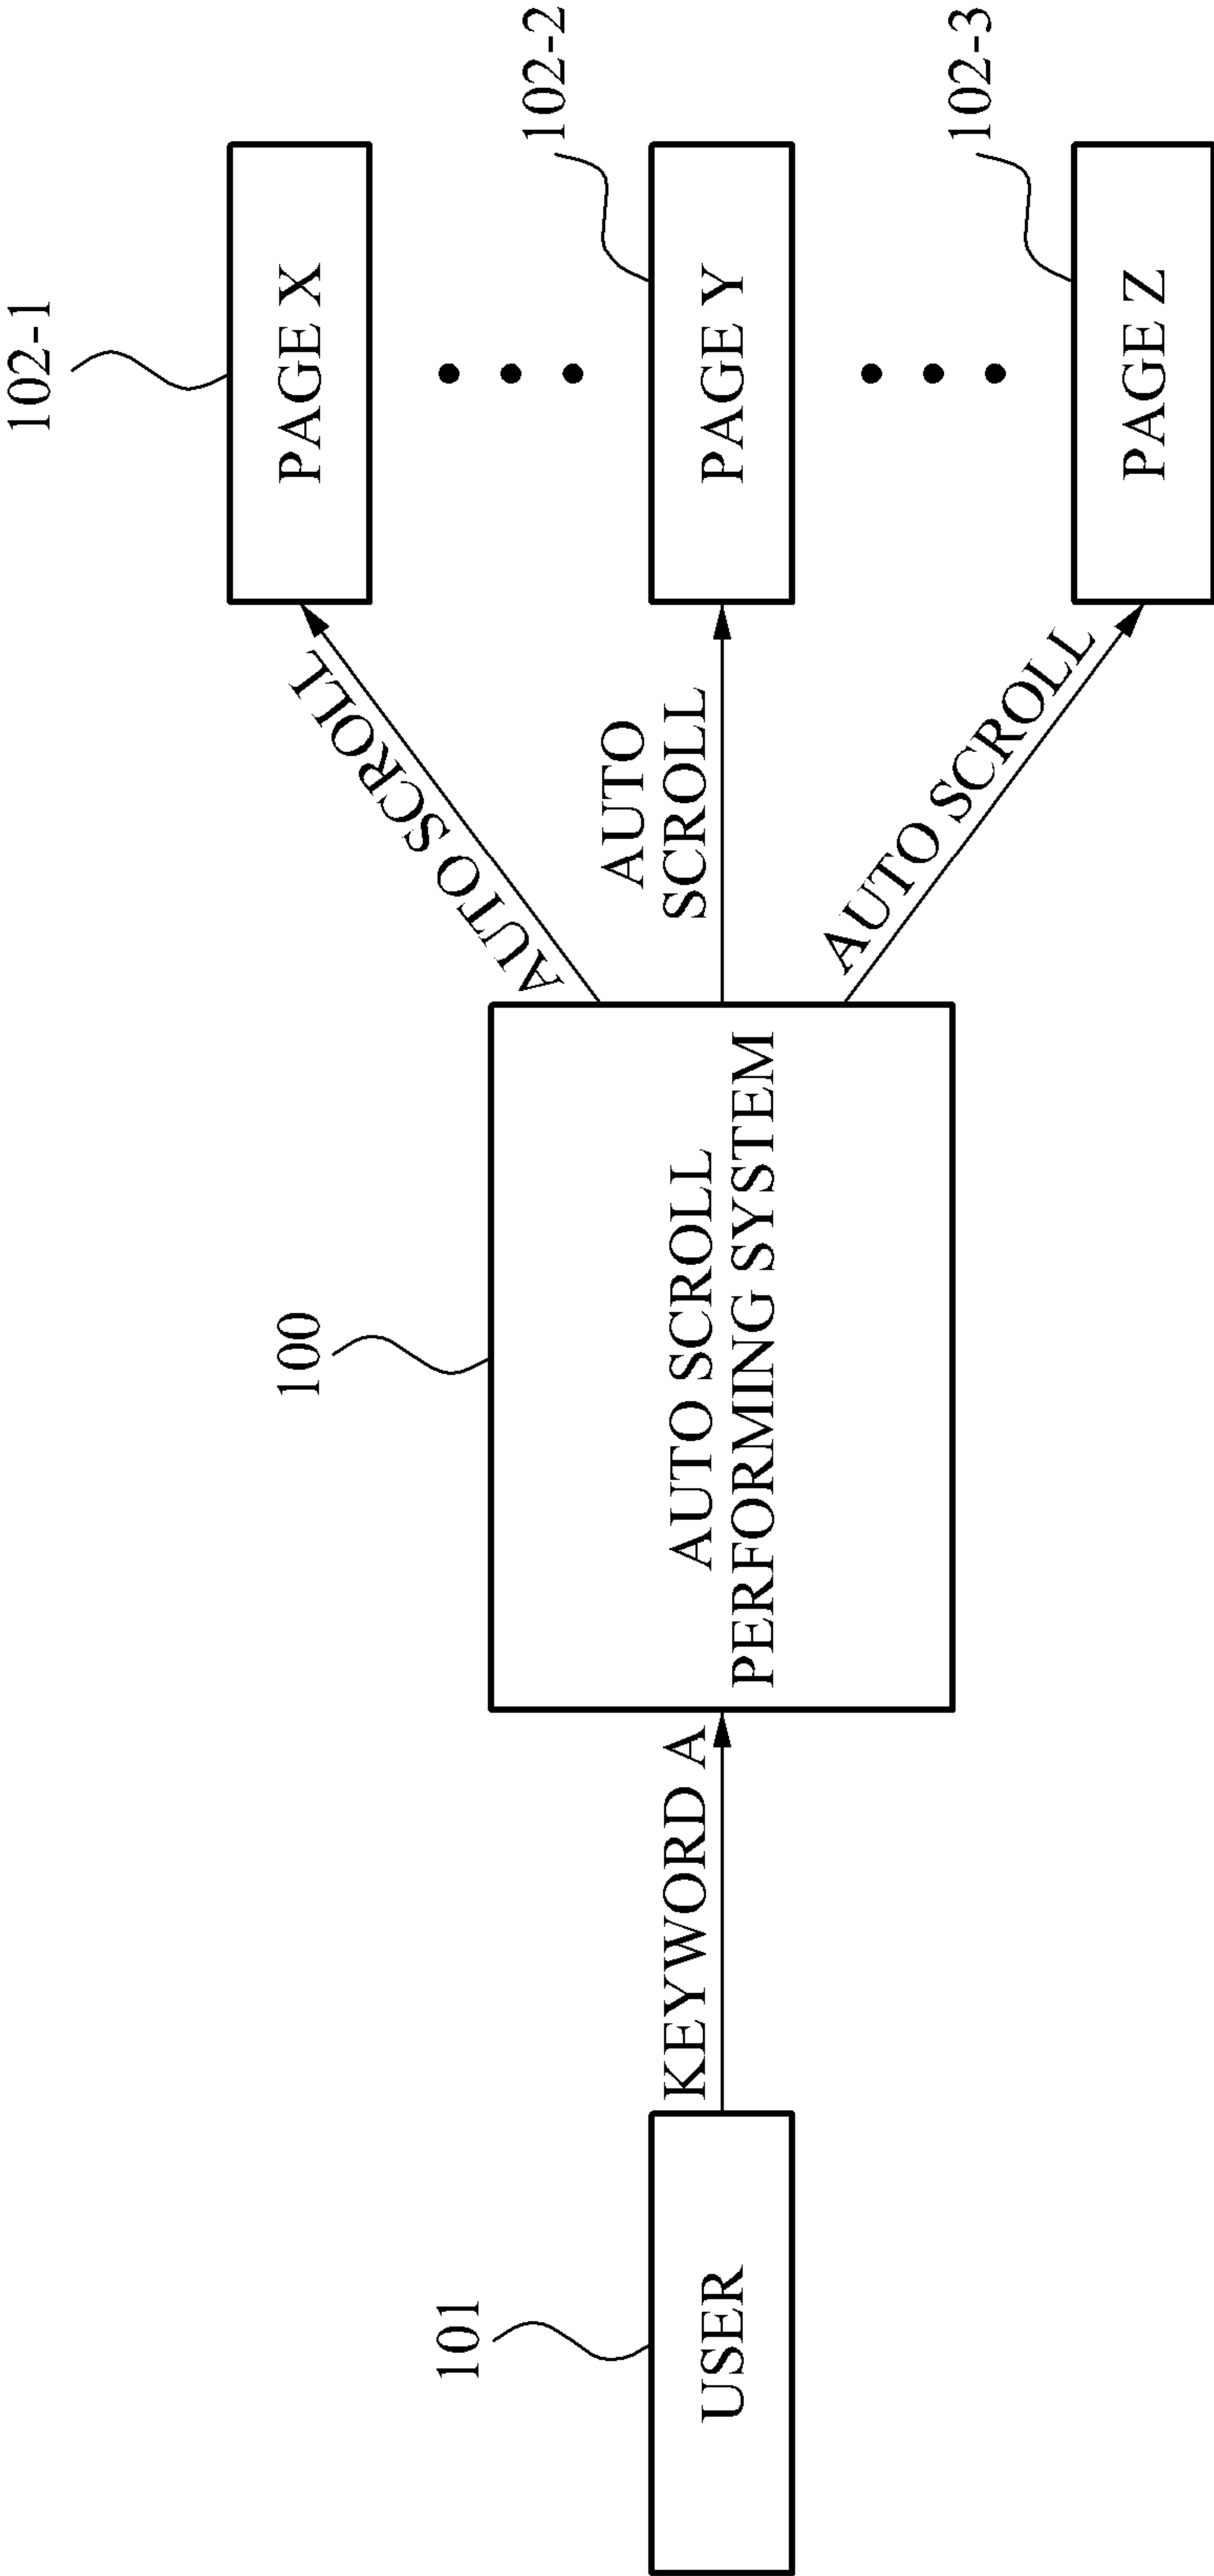 102-1
PAGE X
100
AUTO SCROLL
102-2
101
AUTO SCROLL
PERFORMING SYSTEM
AUTO
SCROLL
PAGE Y
USER
KEYWORD A
AUTO SCROLL
102-3
PAGE Z